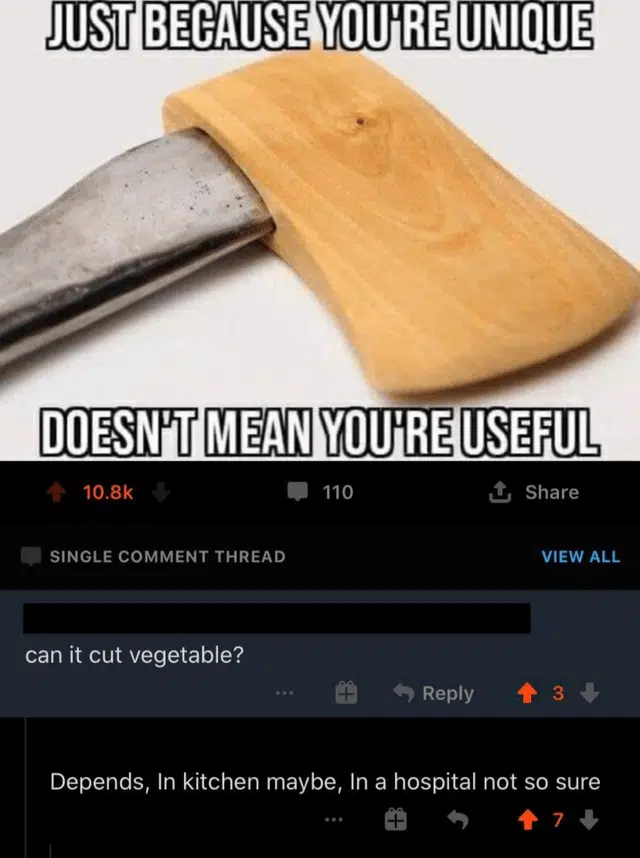 JUST BECAUSE YOU'RE UNIQUE
DOESN'T MEAN YOU'RE USEFUL
10.8k
110
Share
SINGLE COMMENT THREAD
VIEW ALL
can it cut vegetable?
Reply
3
Depends, In kitchen maybe, In a hospital not so sure
7